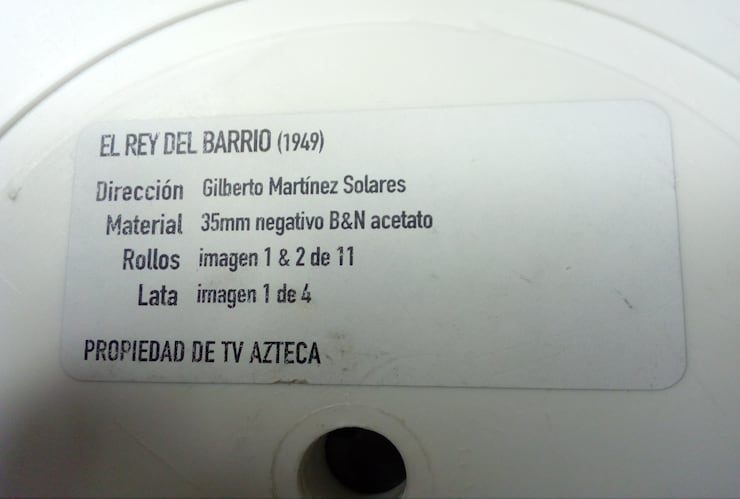 EL REY DEL BARRIO (1949)
Dirección Gilberto Martínez Solares
Material 35mm negativo B&N acetato
Rollos imagen 1 & 2 de 11
Lata imagen 1 de 4
PROPIEDAD DE TV AZTECA